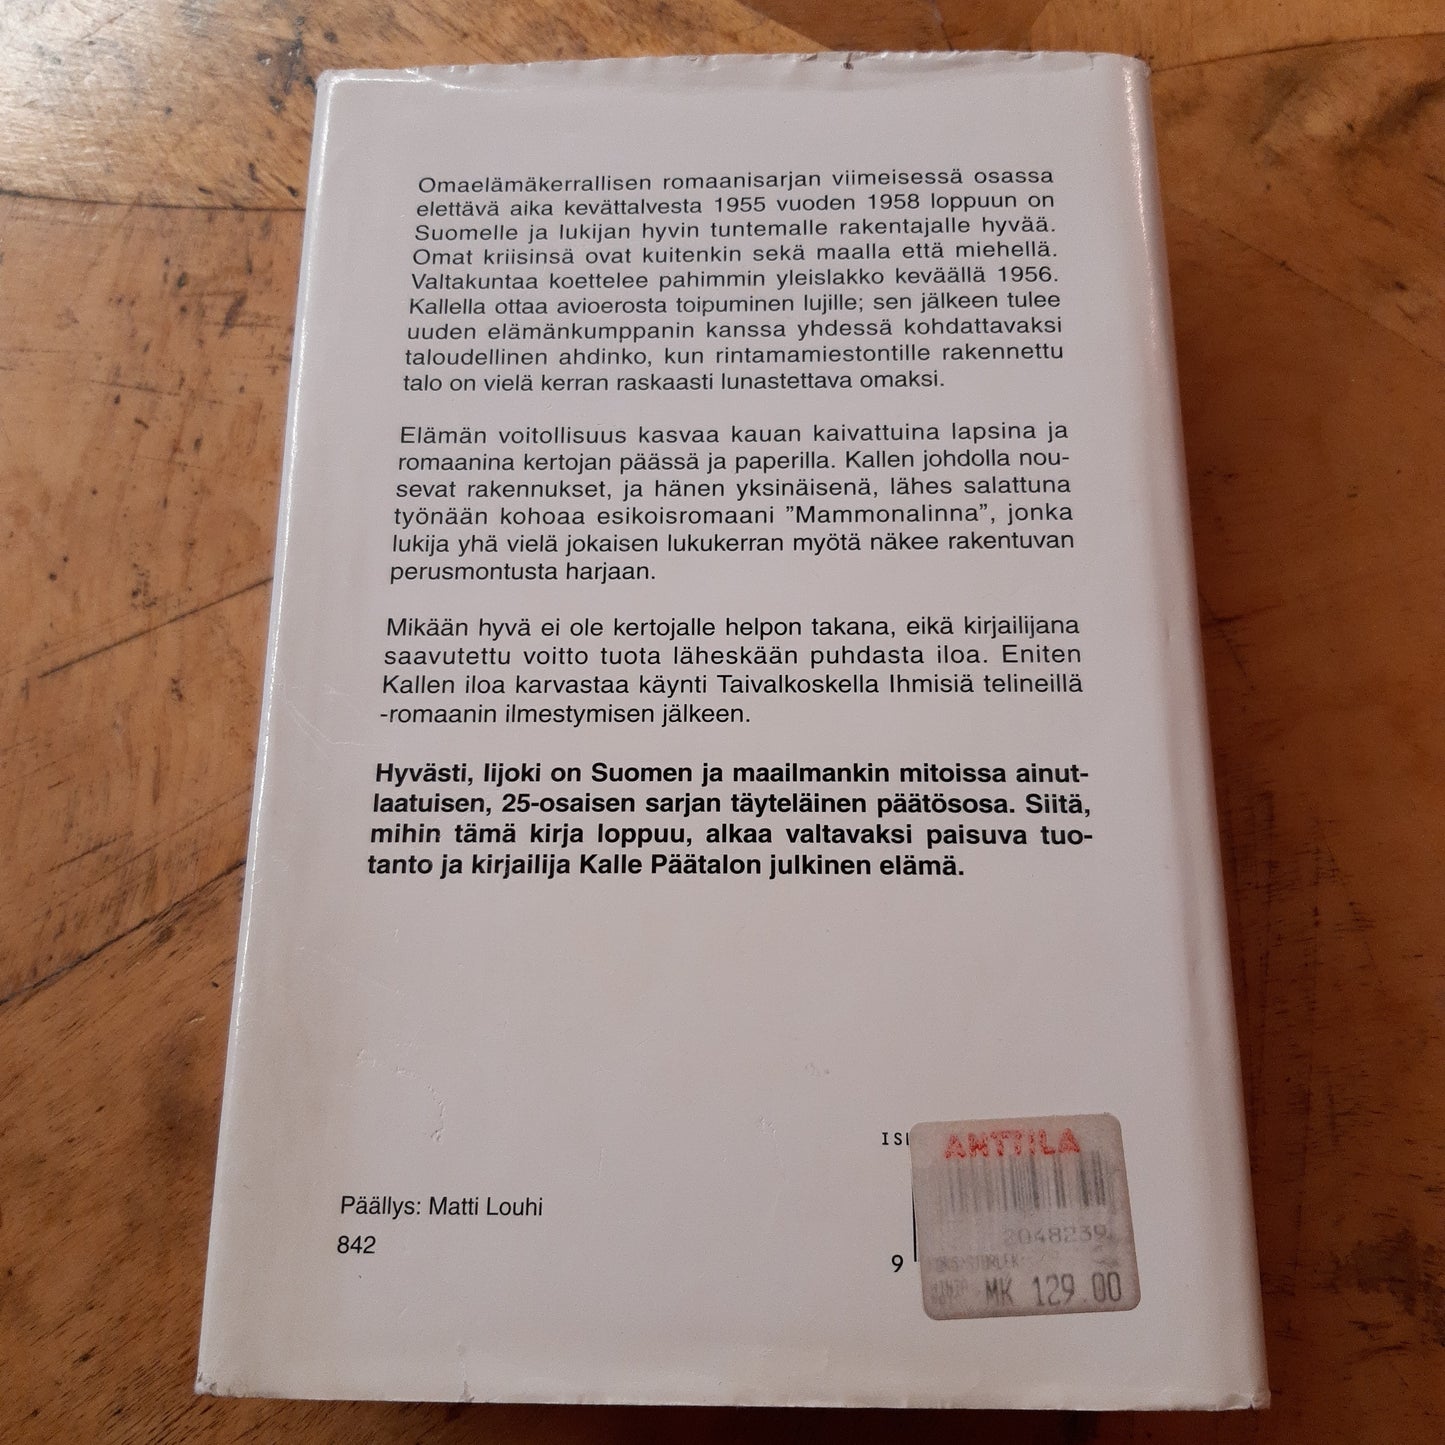 Omaelämäkerrallisen romaanisarjan viimeisessä osassa
elettävä aika kevättalvesta 1955 vuoden 1958 loppuun on
Suomelle ja lukijan hyvin tuntemalle rakentajalle hyvää.
Omat kriisinsä ovat kuitenkin sekä maalla että miehellä.
Valtakuntaa koettelee pahimmin yleislakko keväällä 1956.
Kallella ottaa avioerosta toipuminen lujille; sen jälkeen tulee
uuden elämänkumppanin kanssa yhdessä kohdattavaksi
taloudellinen ahdinko, kun rintamamiestontille rakennettu
talo on vielä kerran raskaasti lunastettava omaksi.
Elämän voitollisuus kasvaa kauan kaivattuina lapsina ja
romaanina kertojan päässä ja paperilla. Kallen johdolla nou-
sevat rakennukset, ja hänen yksinäisenä, lähes salattuna
työnään kohoaa esikoisromaani ”Mammonalinna”, jonka
lukija yhä vielä jokaisen lukukerran myötä näkee rakentuvan
perusmontusta harjaan.
Mikään hyvä ei ole kertojalle helpon takana, eikä kirjailijana
saavutettu voitto tuota läheskään puhdasta iloa. Eniten
Kallen iloa karvastaa käynti Taivalkoskella Ihmisiä telineillä
-romaanin ilmestymisen jälkeen.
Hyvästi, Iijoki on Suomen ja maailmankin mitoissa ainut-
laatuisen, 25-osaisen sarjan täyteläinen päätösosa. Siitä,
mihin tämä kirja loppuu, alkaa valtavaksi paisuva tuo-
tanto ja kirjailija Kalle Päätalon julkinen elämä.
ANTTILA
2048239
MK 129.00
9
Päällys: Matti Louhi
842